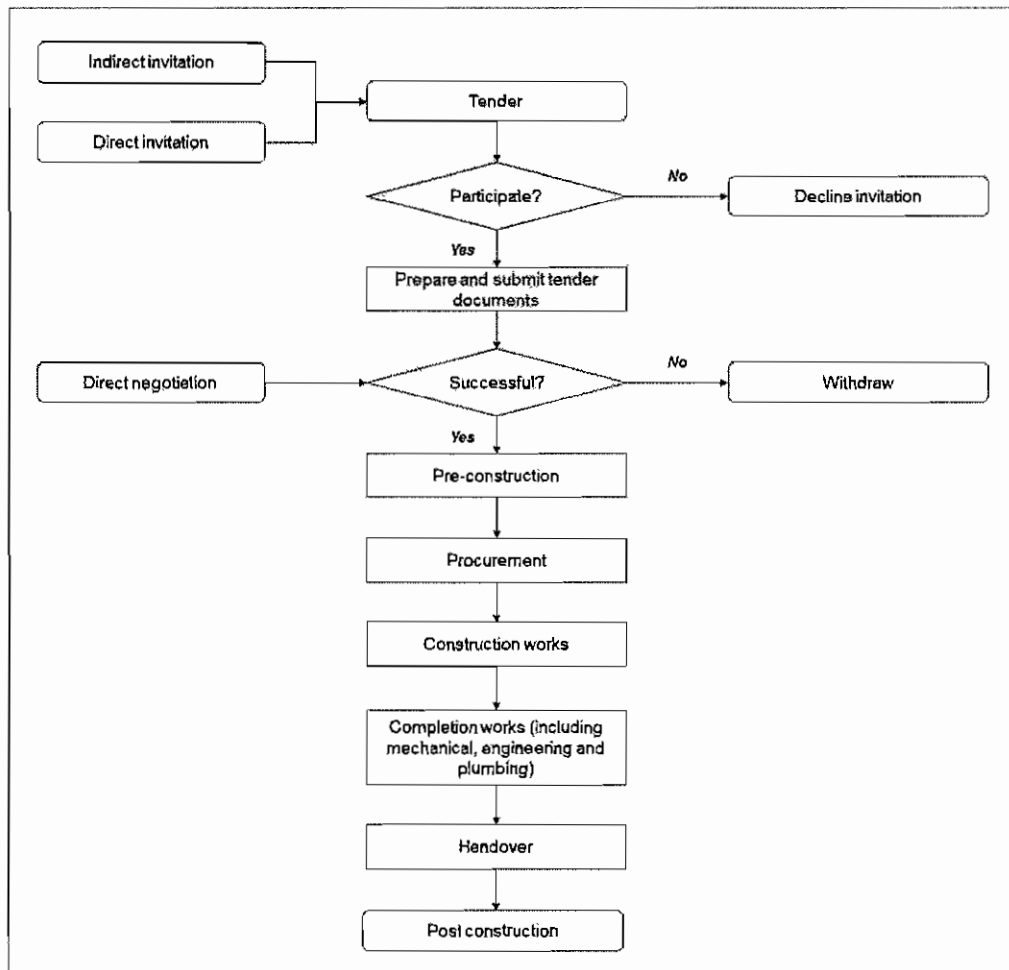 Indirect invitation
Tender
Direct invitation
No
Participate?
Decline invitation
Yes
Prepare and submit tender
documents
No
Direct negotiation
Successful?
Withdraw
Yes
Pre-construction
Procurement
Construction works
Completion works (including
mechanical, engineering and
plumbing)
Handover
Post construction